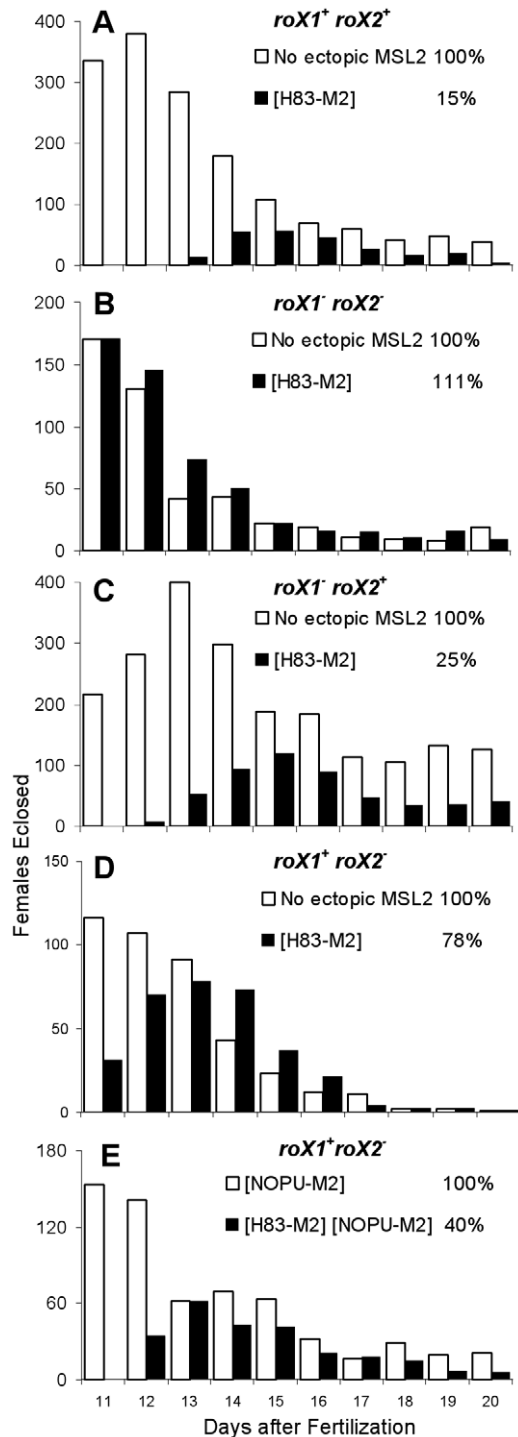 A
roX1+ roX2+
No ectopic MSL2 100%
[H83-M2] 15%
400
300
200
100
0
B
roX1- roX2-
No ectopic MSL2 100%
[H83-M2] 111%
200
150
100
50
0
C
roX1- roX2+
No ectopic MSL2 100%
[H83-M2] 25%
400
300
200
100
0
D
roX1+ roX2-
No ectopic MSL2 100%
[H83-M2] 78%
150
100
50
0
E
roX1+roX2-
[NOPU-M2] 100%
[H83-M2] [NOPU-M2] 40%
180
120
60
0
11 12 13 14 15 16 17 18 19 20
Days after Fertilization
Females Eclosed